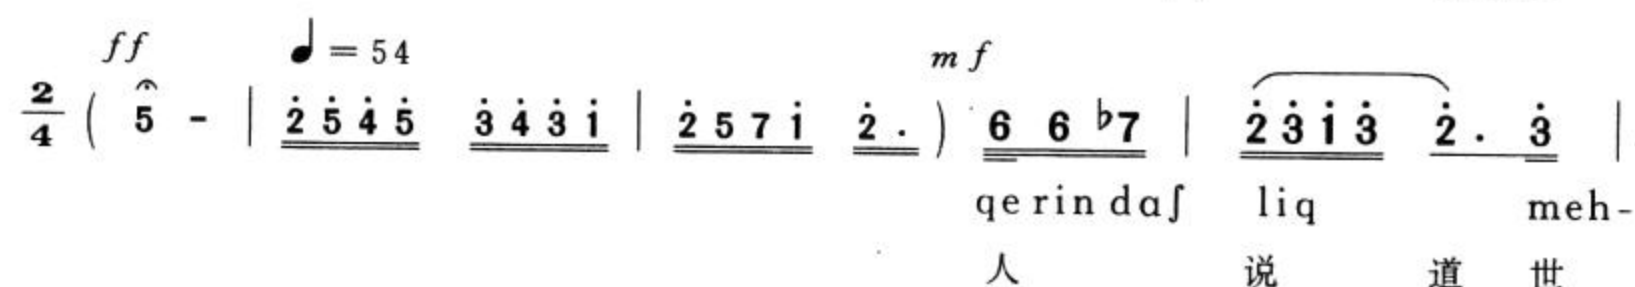 ff ♩=54 mf
2/4 ( 5 - | 2 5 4 5 3 4 3 1 | 2 5 7 1 2 . ) 6 6 ♭7 | 2 3 1 3 2 . 3 |
qe rin dɑʃ liq meh-
人 说 道 世